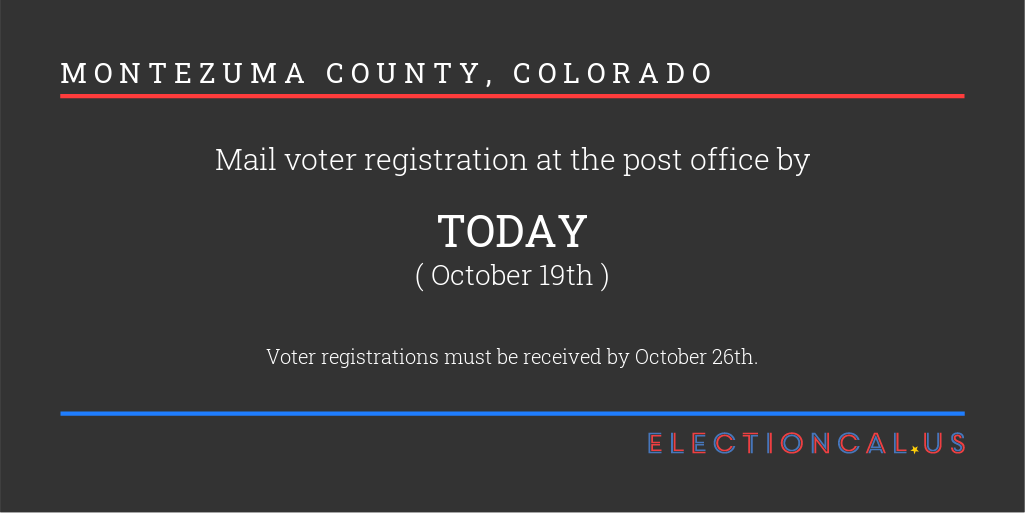 MONTEZUMA COUNTY, COLORADO
Mail voter registration at the post office by
TODAY
( October 19th )
Voter registrations must be received by October 26th.
ELECTIONCAL.US